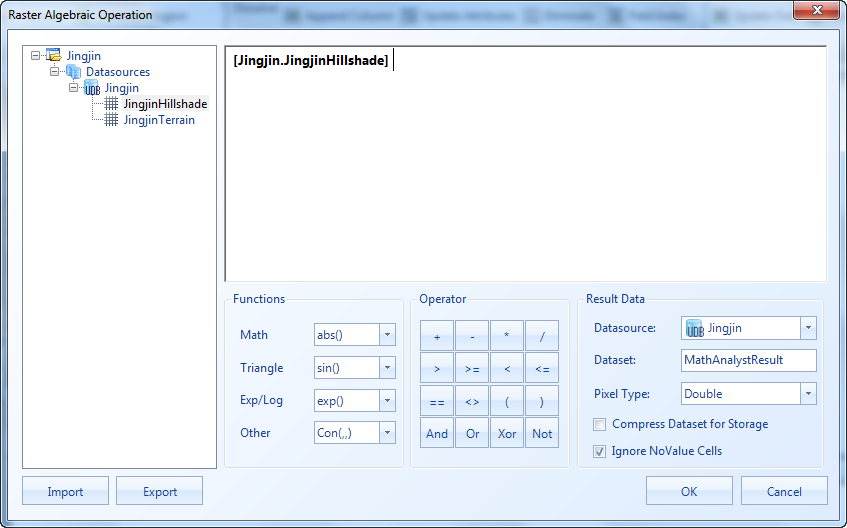 Raster Algebraic Operation
Jingjin
Datasources
UDB Jingjin
JingjinHillshade
JingjinTerrain
[Jingjin.JingjinHillshade]
Functions
Math abs()
Triangle sin()
Exp/Log exp()
Other Con(,,)
Operator
+ - * /
> >= < <=
== <> ( )
And Or Xor Not
Result Data
Datasource: UDB Jingjin
Dataset: MathAnalystResult
Pixel Type: Double
Compress Dataset for Storage
Ignore NoValue Cells
Import Export OK Cancel